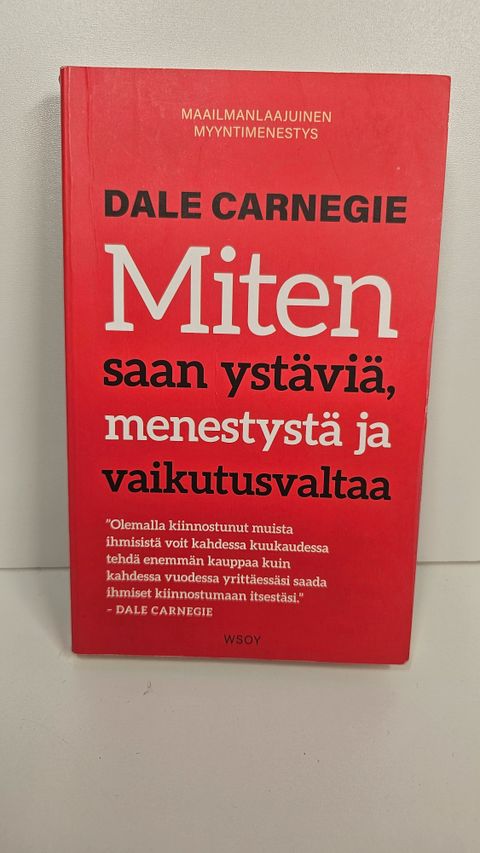 MAAILMANLAAJUINEN
MYYNTIMENESTYS
DALE CARNEGIE
Miten
saan ystäviä,
menestystä ja
vaikutusvaltaa
”Olemalla kiinnostunut muista
ihmisistä voit kahdessa kuukaudessa
tehdä enemmän kauppaa kuin
kahdessa vuodessa yrittäessäsi saada
ihmiset kiinnostumaan itsestäsi.”
– DALE CARNEGIE
WSOY